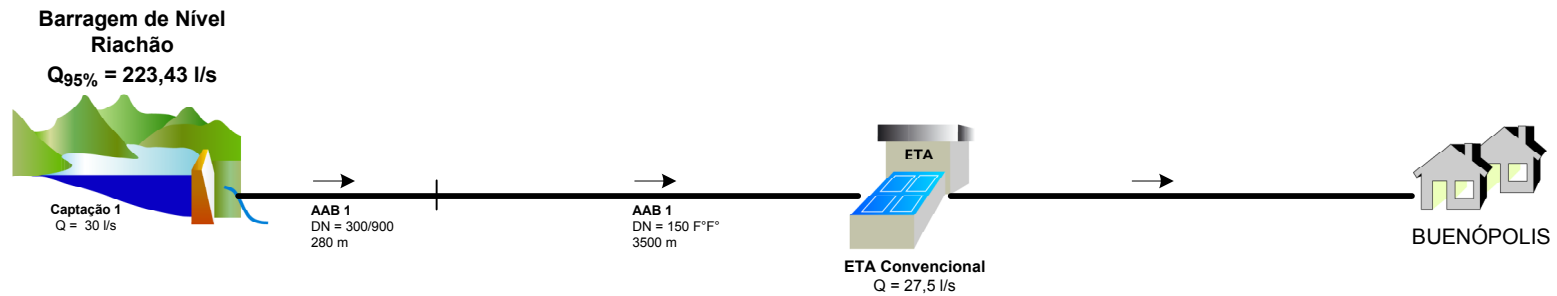 Barragem de Nível
Riachão
Q95% = 223,43 l/s
Captação 1
Q = 30 l/s
AAB 1
DN = 300/900
280 m
AAB 1
DN = 150 F°F°
3500 m
ETA
ETA Convencional
Q = 27,5 l/s
BUENÓPOLIS